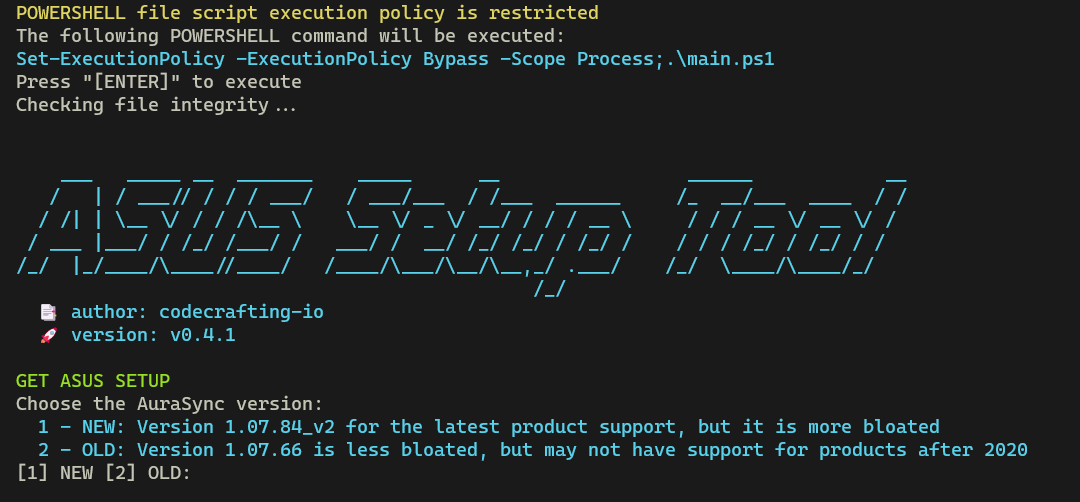 POWERSHELL file script execution policy is restricted
The following POWERSHELL command will be executed:
Set-ExecutionPolicy -ExecutionPolicy Bypass -Scope Process;.\main.ps1
Press "[ENTER]" to execute
Checking file integrity...
ASUS Setup Tool
author: codecrafting-io
version: v0.4.1
GET ASUS SETUP
Choose the AuraSync version:
1 - NEW: Version 1.07.84_v2 for the latest product support, but it is more bloated
2 - OLD: Version 1.07.66 is less bloated, but may not have support for products after 2020
[1] NEW [2] OLD: